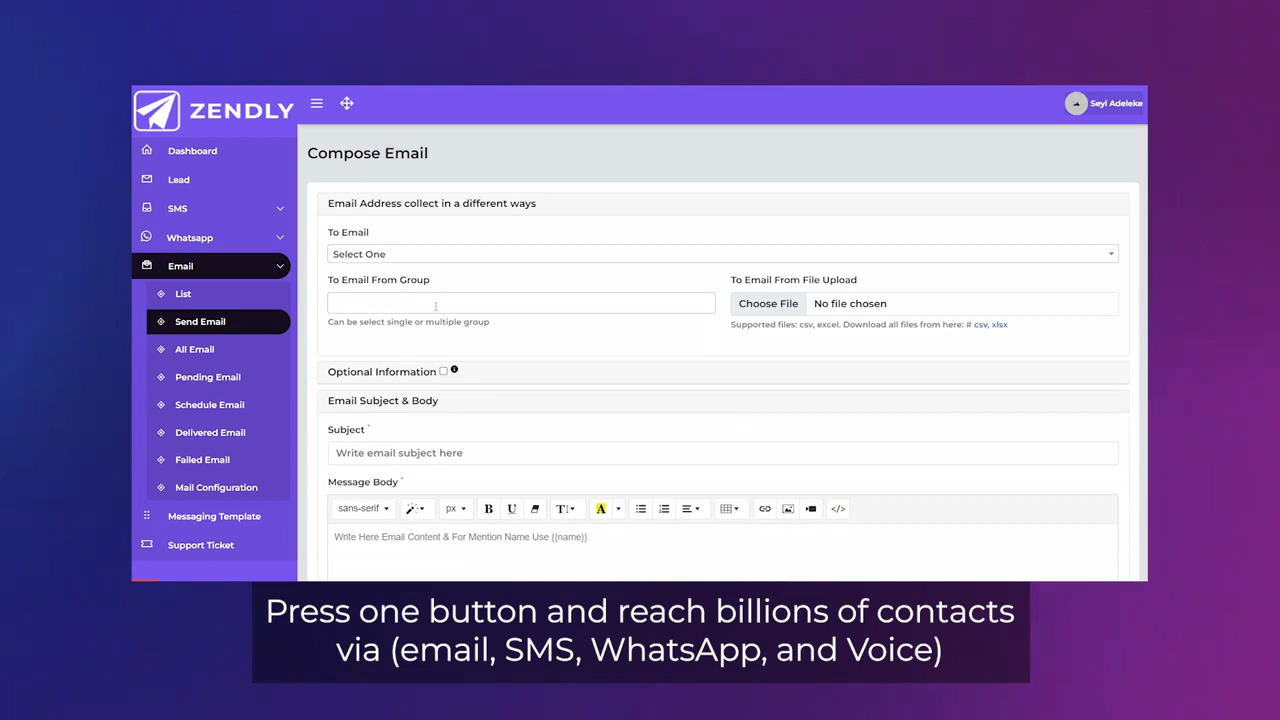 ZENDLY
Seyi Adeleke
Dashboard
Lead
SMS
Whatsapp
Email
List
Send Email
All Email
Pending Email
Schedule Email
Delivered Email
Failed Email
Mail Configuration
Messaging Template
Support Ticket
Compose Email
Email Address collect in a different ways
To Email
Select One
To Email From Group
Can be select single or multiple group
To Email From File Upload
Choose File No file chosen
Supported files: csv, excel. Download all files from here: # csv, xlsx
Optional Information
Email Subject & Body
Subject *
Write email subject here
Message Body *
sans-serif px B U T A </>
Write Here Email Content & For Mention Name Use {{name}}
Press one button and reach billions of contacts
via (email, SMS, WhatsApp, and Voice)